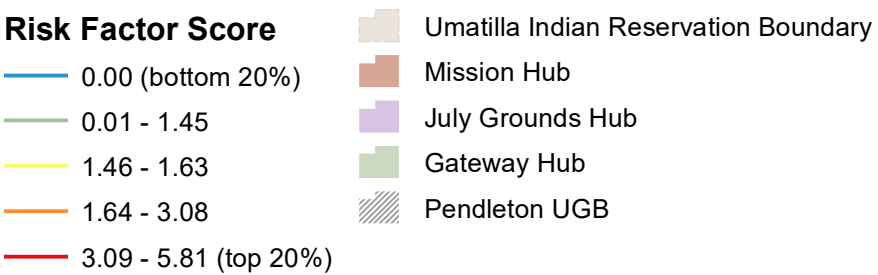 Risk Factor Score
0.00 (bottom 20%)
0.01 - 1.45
1.46 - 1.63
1.64 - 3.08
3.09 - 5.81 (top 20%)
Umatilla Indian Reservation Boundary
Mission Hub
July Grounds Hub
Gateway Hub
Pendleton UGB